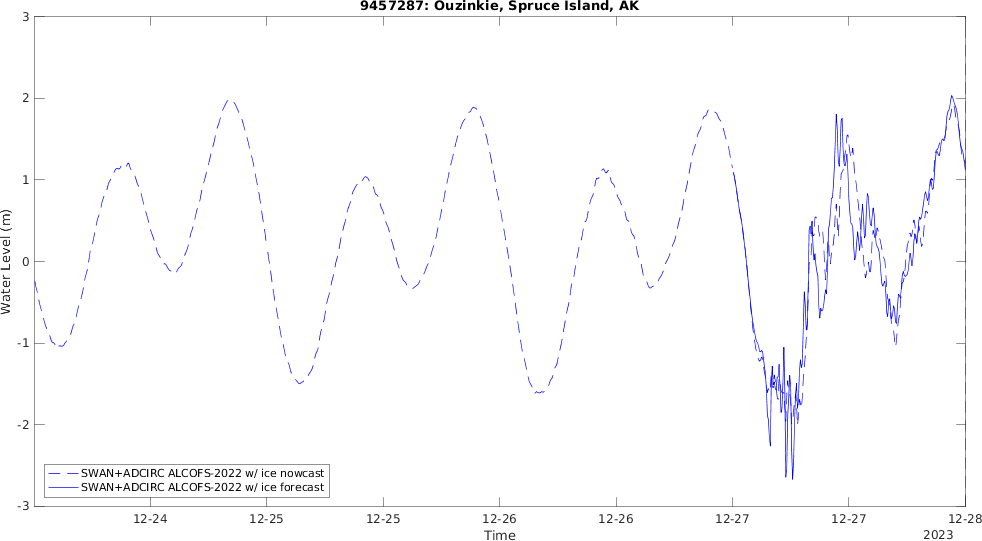 9457287: Ouzinkie, Spruce Island, AK
3
2
1
0
-1
-2
-3
Water Level (m)
SWAN+ADCIRC ALCOFS-2022 w/ ice nowcast
SWAN+ADCIRC ALCOFS-2022 w/ ice forecast
12-24 12-25 12-25 12-26 12-26 12-27 12-27 12-28
Time
2023